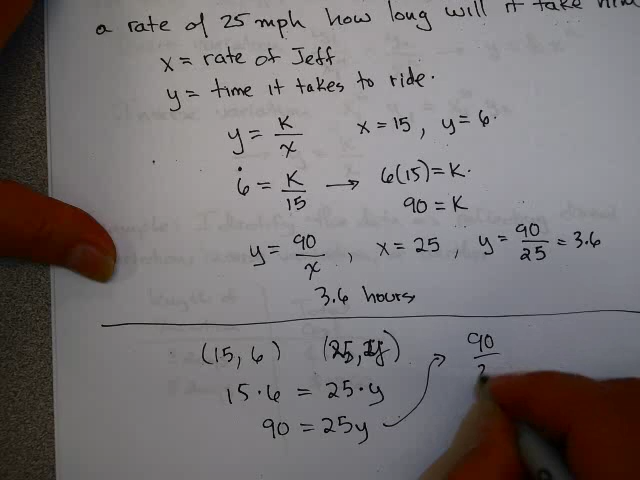 a rate of 25 mph how long will it take him
x = rate of Jeff
y = time it takes to ride.
y = K/x x = 15, y = 6.
6 = K/15 → 6(15) = K.
90 = K
y = 90/x, x = 25, y = 90/25 = 3.6
3.6 hours
(15, 6) (25, y)
15·6 = 25·y
90 = 25y → 90/